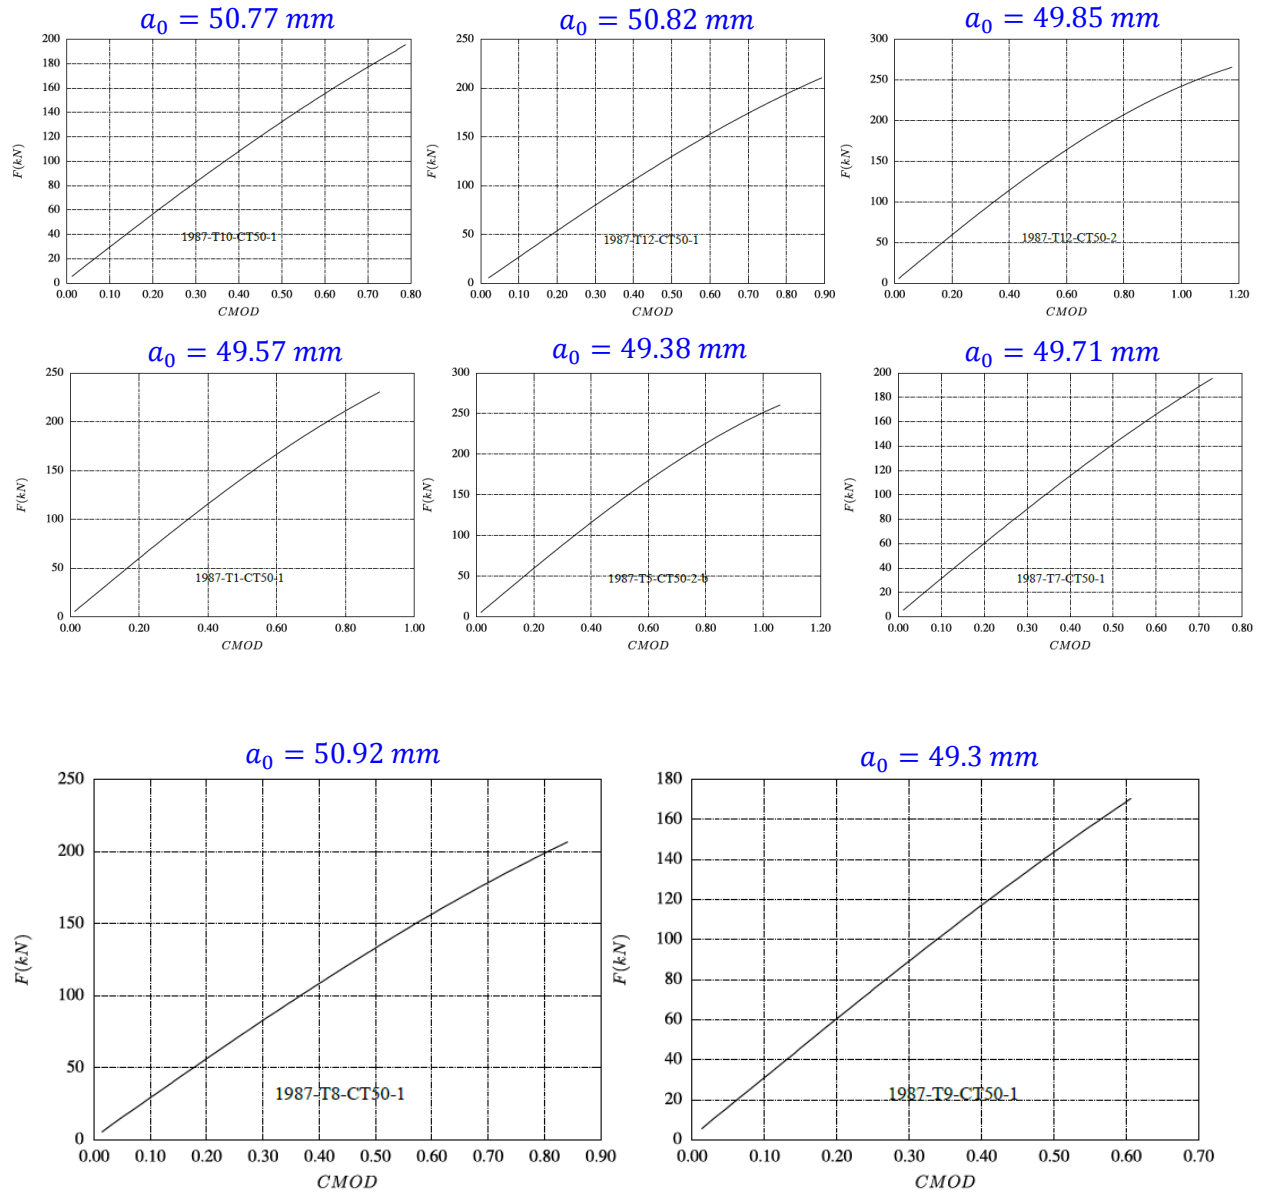 a₀ = 50.77 mm
200
180
160
140
120
100
80
60
40
20
0
F(kN)
1987-T10-CT50-1
0.00 0.10 0.20 0.30 0.40 0.50 0.60 0.70 0.80
CMOD
a₀ = 50.82 mm
250
200
150
100
50
0
F(kN)
1987-T12-CT50-1
0.00 0.10 0.20 0.30 0.40 0.50 0.60 0.70 0.80 0.90
CMOD
a₀ = 49.85 mm
300
250
200
150
100
50
0
F(kN)
1987-T12-CT50-2
0.00 0.20 0.40 0.60 0.80 1.00 1.20
CMOD
a₀ = 49.57 mm
250
200
150
100
50
0
F(kN)
1987-T1-CT50-1
0.00 0.20 0.40 0.60 0.80 1.00
CMOD
a₀ = 49.38 mm
300
250
200
150
100
50
0
F(kN)
1987-T5-CT50-2-b
0.00 0.20 0.40 0.60 0.80 1.00 1.20
CMOD
a₀ = 49.71 mm
200
180
160
140
120
100
80
60
40
20
0
F(kN)
1987-T7-CT50-1
0.00 0.10 0.20 0.30 0.40 0.50 0.60 0.70 0.80
CMOD
a₀ = 50.92 mm
250
200
150
100
50
0
F(kN)
1987-T8-CT50-1
0.00 0.10 0.20 0.30 0.40 0.50 0.60 0.70 0.80 0.90
CMOD
a₀ = 49.3 mm
180
160
140
120
100
80
60
40
20
0
F(kN)
1987-T9-CT50-1
0.00 0.10 0.20 0.30 0.40 0.50 0.60 0.70
CMOD